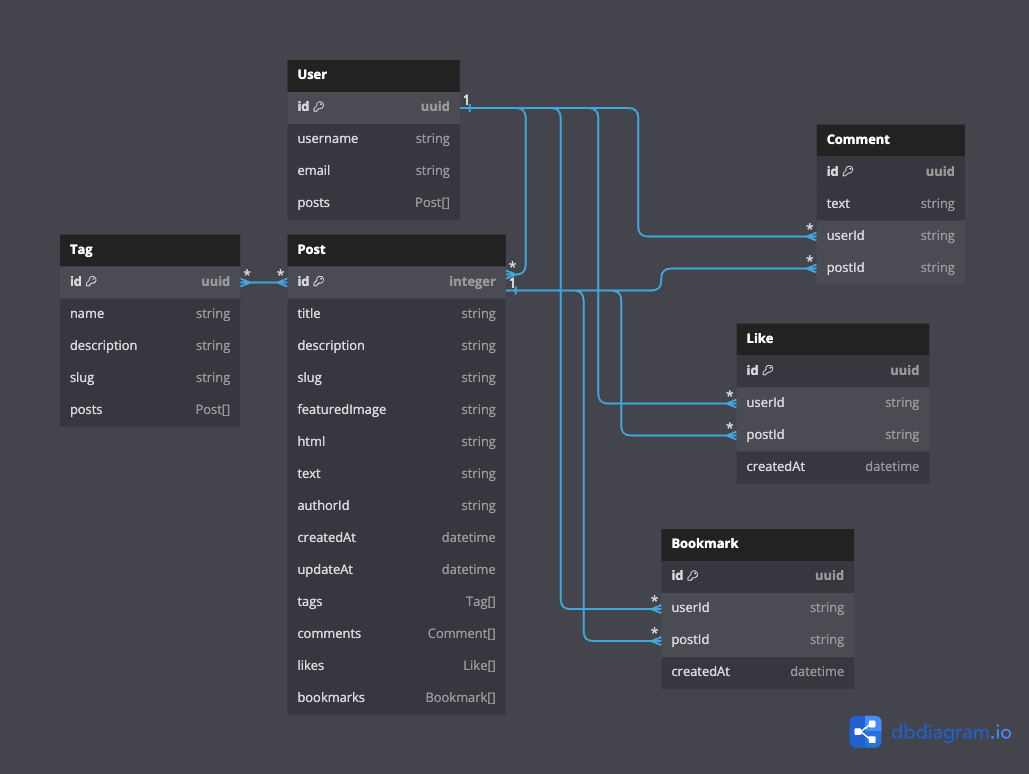 User
id uuid
username string
email string
posts Post[]
1
Tag
id uuid
name string
description string
slug string
posts Post[]
* *
Post
id integer
title string
description string
slug string
featuredImage string
html string
text string
authorId string
createdAt datetime
updateAt datetime
tags Tag[]
comments Comment[]
likes Like[]
bookmarks Bookmark[]
*
1
Comment
id uuid
text string
* userId string
* postId string
Like
id uuid
* userId string
* postId string
createdAt datetime
Bookmark
id uuid
* userId string
* postId string
createdAt datetime
dbdiagram.io